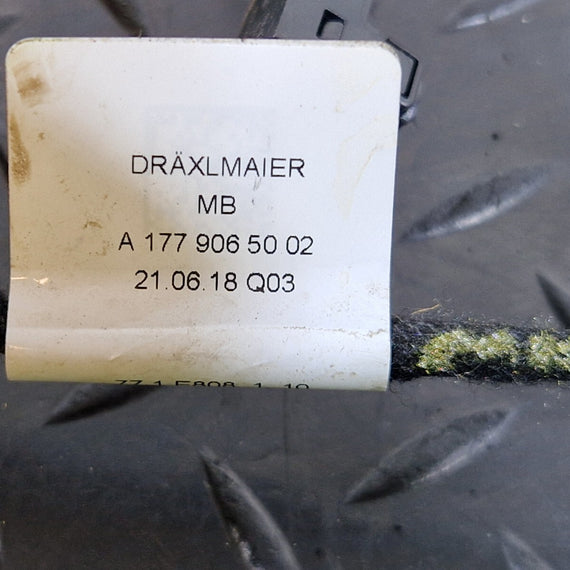 DRÄXLMAIER
MB
A 177 906 50 02
21.06.18 Q03